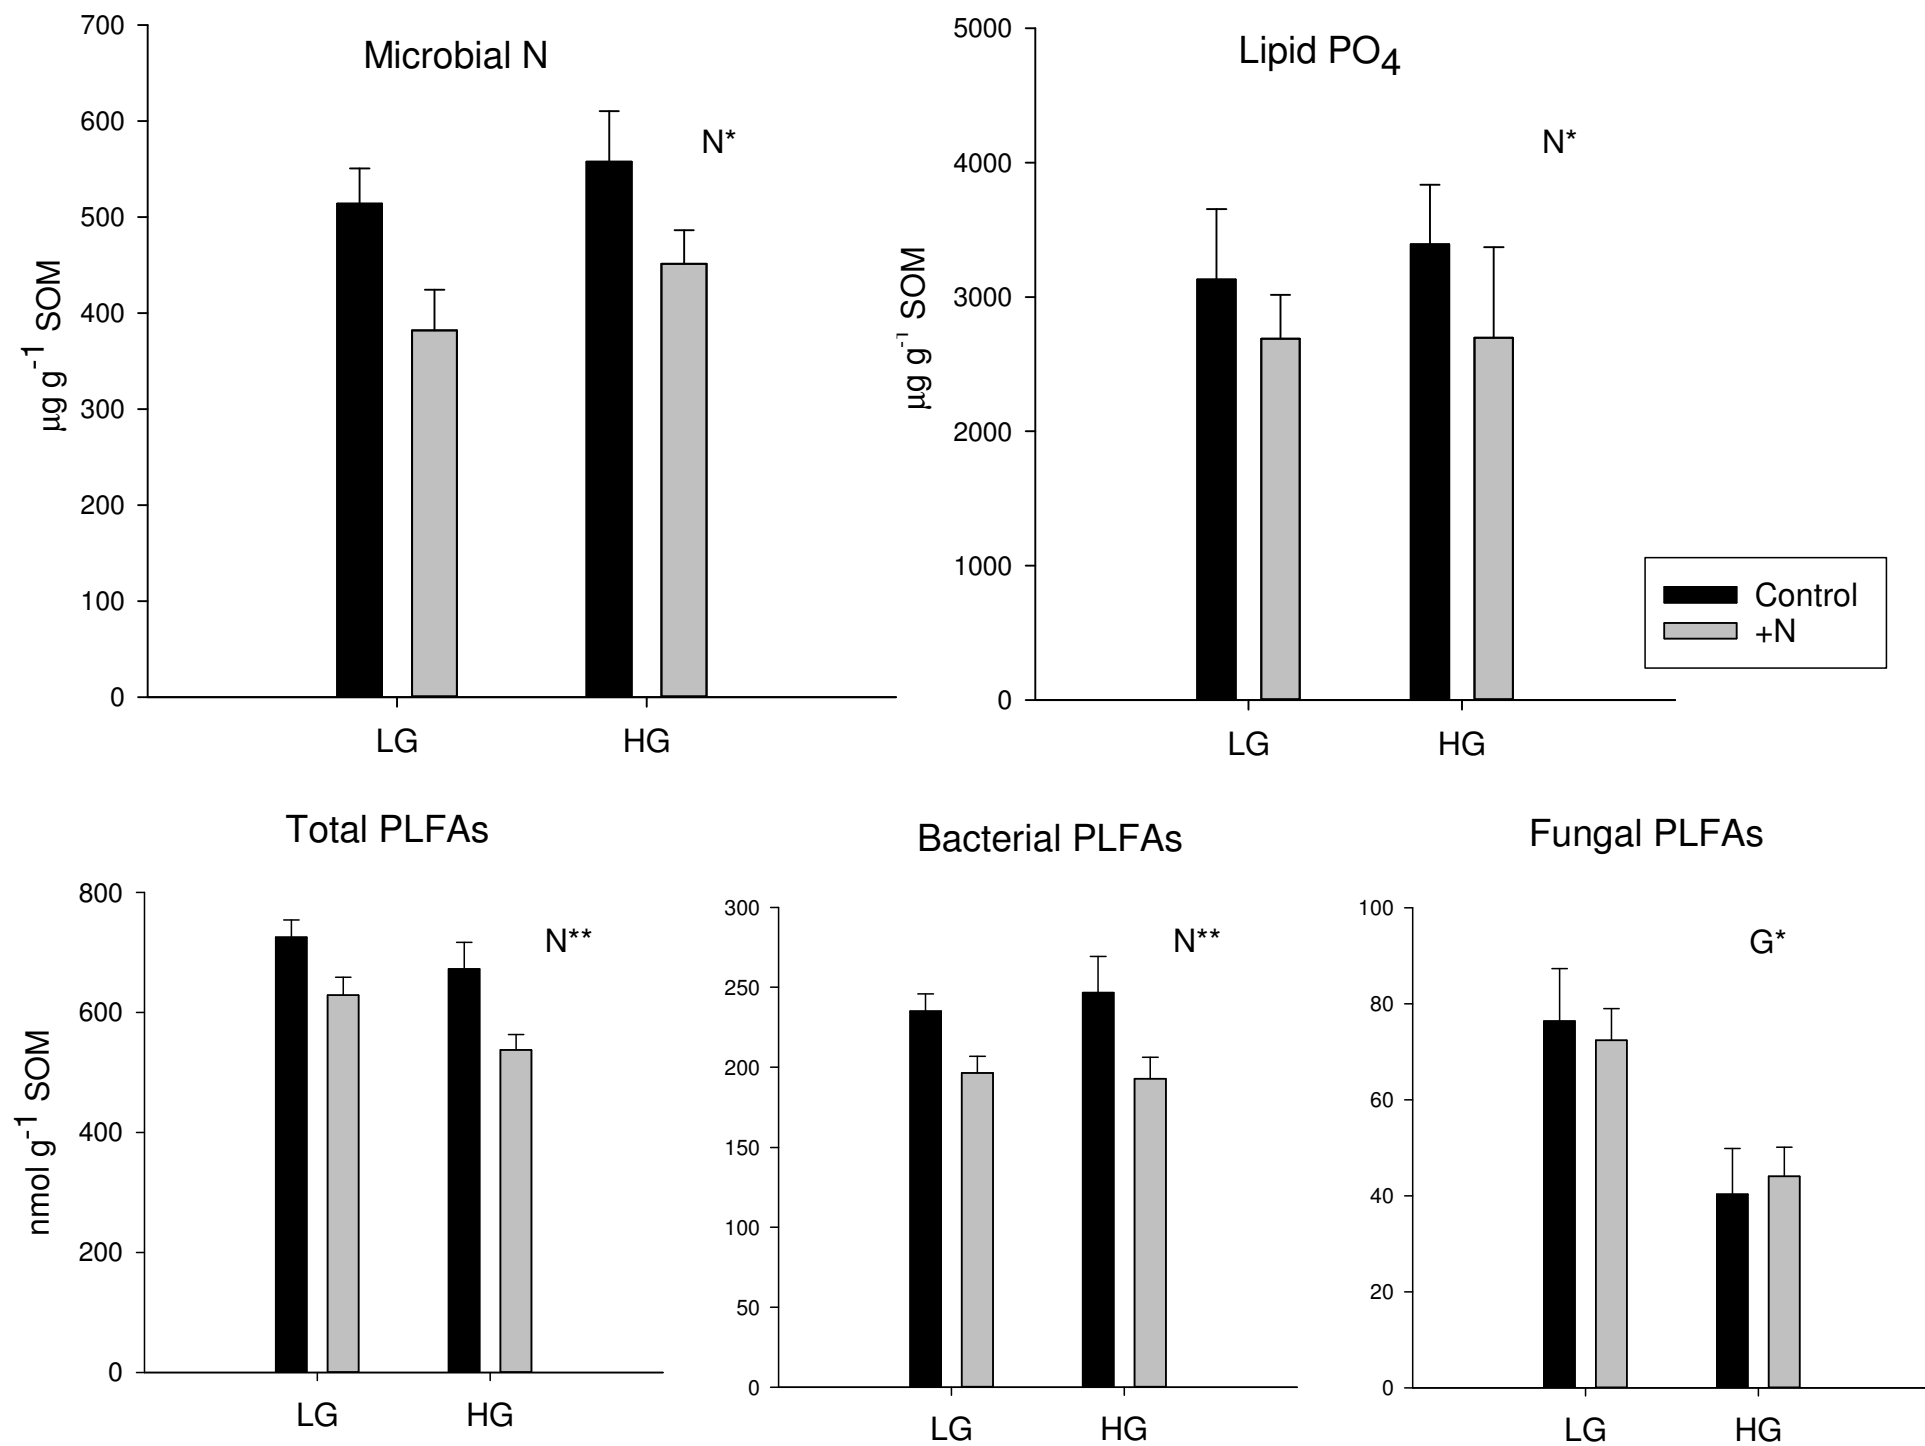 Microbial N
700
600
500
400
300
200
100
0
µg g-1 SOM
N*
LG
HG
Lipid PO4
5000
4000
3000
2000
1000
0
µg g-1 SOM
N*
LG
HG
Control
+N
Total PLFAs
800
600
400
200
0
nmol g-1 SOM
N**
LG
HG
Bacterial PLFAs
300
250
200
150
100
50
0
N**
LG
HG
Fungal PLFAs
100
80
60
40
20
0
G*
LG
HG